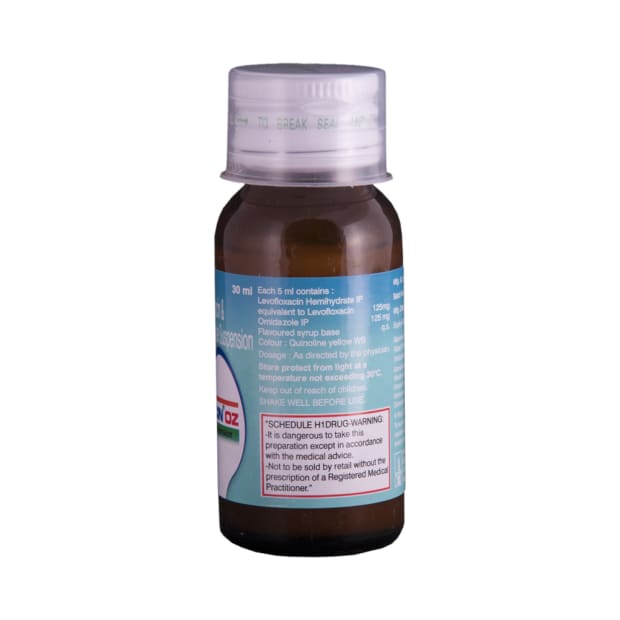 TO BREAK SEAL
30 ml
Each 5 ml contains :
Levofloxacin Hemihydrate IP
equivalent to Levofloxacin 125mg
Ornidazole IP 125 mg
Flavoured syrup base q.s.
Colour : Quinoline yellow WS
Dosage : As directed by the physician
Store protect from light at a
temperature not exceeding 30°C.
Keep out of reach of children.
SHAKE WELL BEFORE USE.
"SCHEDULE H1DRUG-WARNING:
-It is dangerous to take this
preparation except in accordance
with the medical advice.
-Not to be sold by retail without the
prescription of a Registered Medical
Practitioner."
&
Suspension
OZ